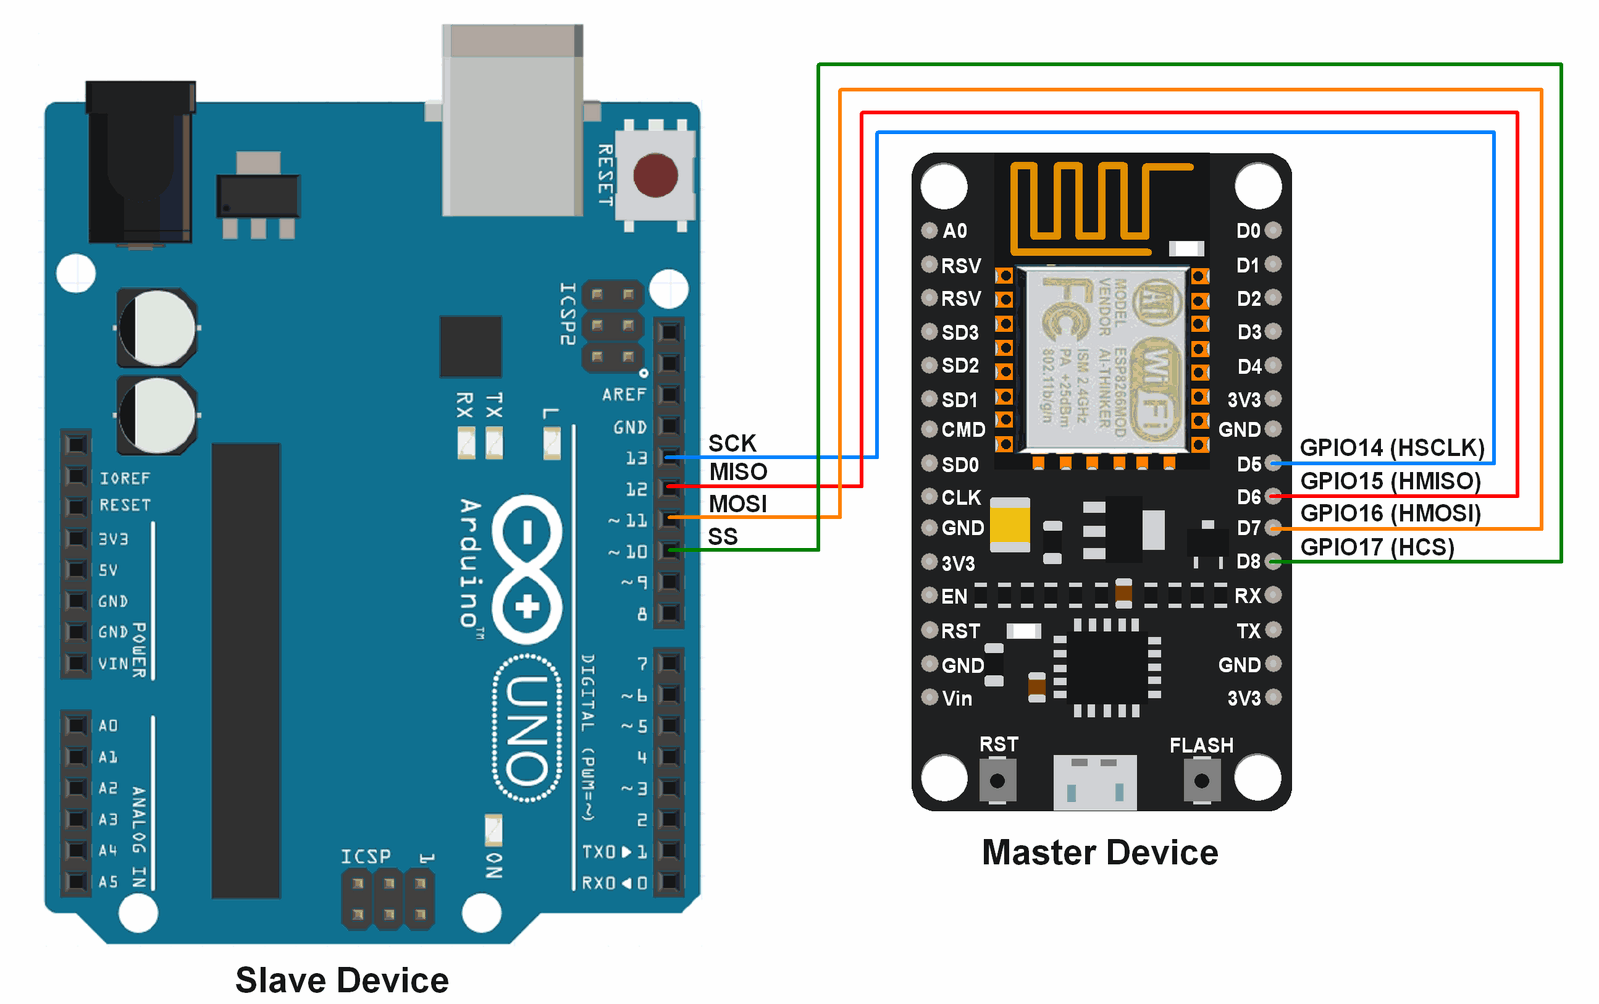 RESET
ICSP2
AREF
GND
13
12
~11
~10
~9
8
7
~6
~5
4
~3
2
TX0▶1
RX0◀0
RX
TX
L
Arduino™
UNO
DIGITAL (PWM=~)
ON
ICSP
1
IOREF
RESET
3V3
5V
GND
GND
VIN
POWER
A0
A1
A2
A3
A4
A5
ANALOG IN
Slave Device
SCK
MISO
MOSI
SS
A0
RSV
RSV
SD3
SD2
SD1
CMD
SD0
CLK
GND
3V3
EN
RST
GND
Vin
D0
D1
D2
D3
D4
3V3
GND
D5
D6
D7
D8
RX
TX
GND
3V3
MODEL ESP8266MOD
VENDOR AI-THINKER
ISM 2.4GHz
PA +25dBm
802.11b/g/n
FC
Ai
WiFi
GPIO14 (HSCLK)
GPIO15 (HMISO)
GPIO16 (HMOSI)
GPIO17 (HCS)
RST
FLASH
Master Device